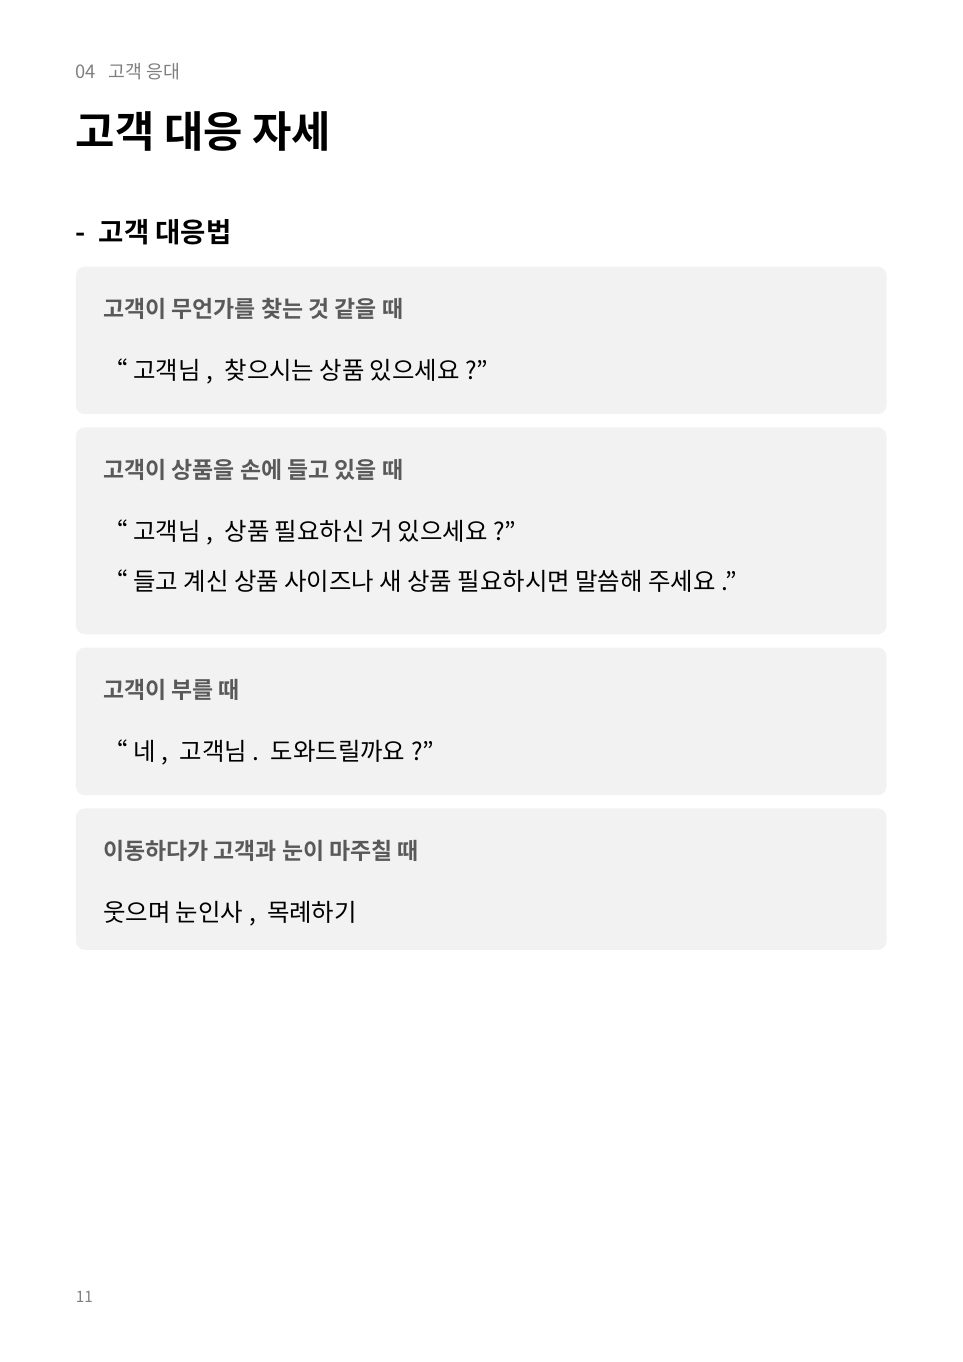 04 고객 응대
고객 대응 자세
- 고객 대응법
고객이 무언가를 찾는 것 같을 때
“ 고객님 , 찾으시는 상품 있으세요 ?”
고객이 상품을 손에 들고 있을 때
“ 고객님 , 상품 필요하신 거 있으세요 ?”
“ 들고 계신 상품 사이즈나 새 상품 필요하시면 말씀해 주세요 .”
고객이 부를 때
“ 네 , 고객님 . 도와드릴까요 ?”
이동하다가 고객과 눈이 마주칠 때
웃으며 눈인사 , 목례하기
11